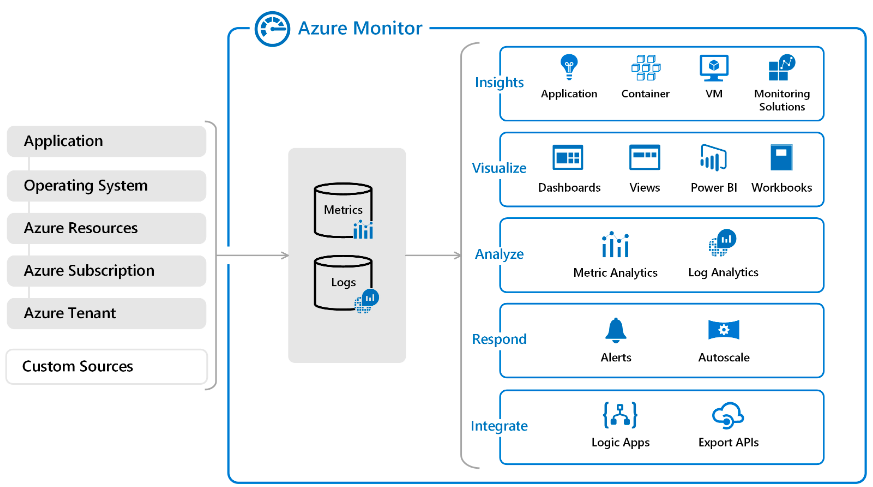 Azure Monitor
Application
Operating System
Azure Resources
Azure Subscription
Azure Tenant
Custom Sources
Metrics
Logs
Insights
Application
Container
VM
Monitoring
Solutions
Visualize
Dashboards
Views
Power BI
Workbooks
Analyze
Metric Analytics
Log Analytics
Respond
Alerts
Autoscale
Integrate
Logic Apps
Export APIs